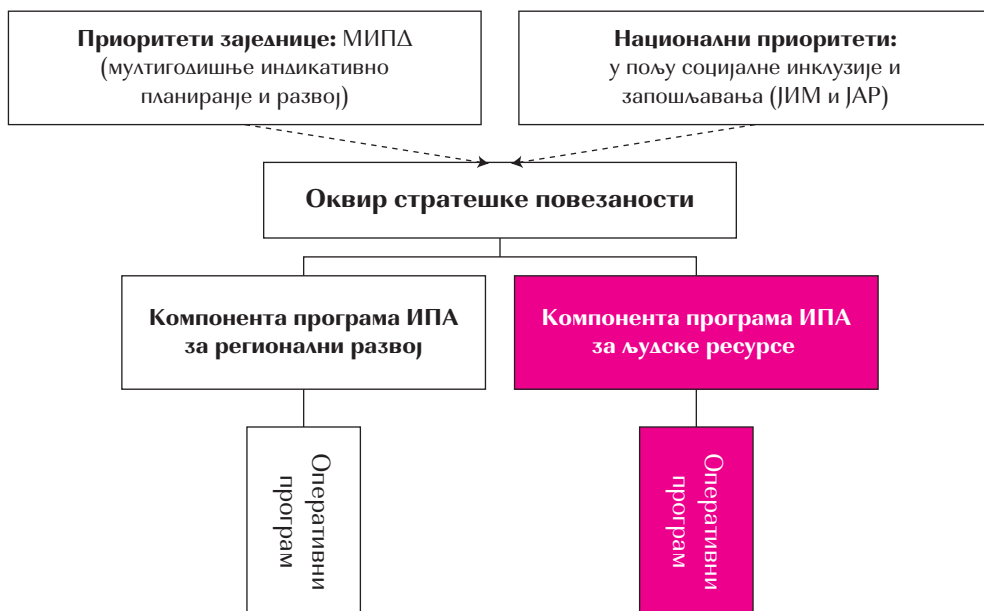 Приоритети заједнице: МИПД
(мултигодишње индикативно
планирање и развој)
Национални приоритети:
у пољу социјалне инклузије и
запошљавања (ЈИМ и ЈАР)
Оквир стратешке повезаности
Компонента програма ИПА
за регионални развој
Компонента програма ИПА
за људске ресурсе
Оперативни
програм
Оперативни
програм